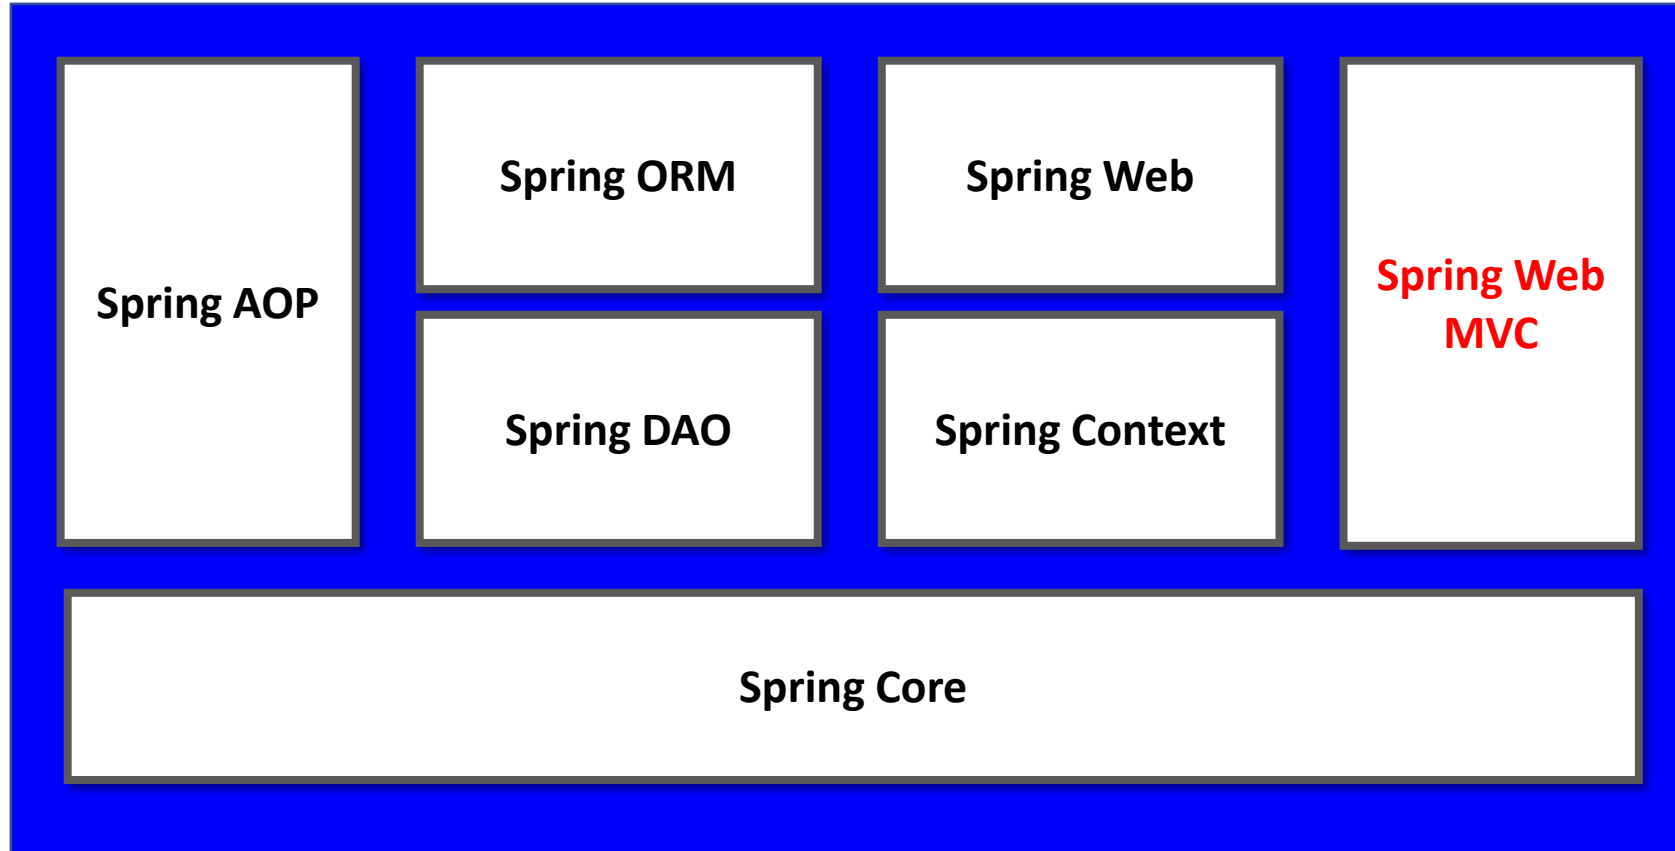 Spring AOP
Spring ORM
Spring Web
Spring DAO
Spring Context
Spring Web
MVC
Spring Core